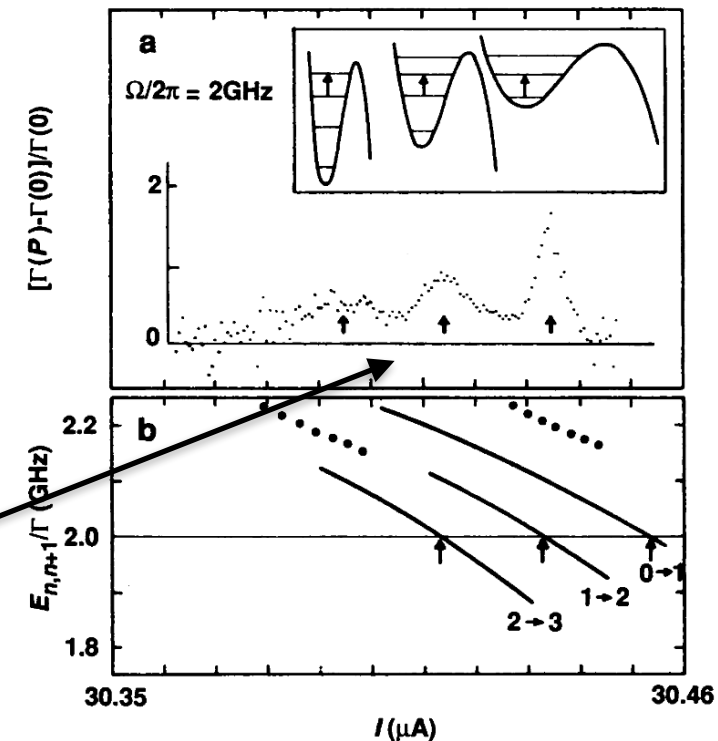 a
Ω/2π = 2GHz
[Γ(P)-Γ(0)]/Γ(0)
2
0
b
2.2
2.0
1.8
E_{n,n+1}/Γ (GHz)
0→1
1→2
2→3
30.35
30.46
I (μA)